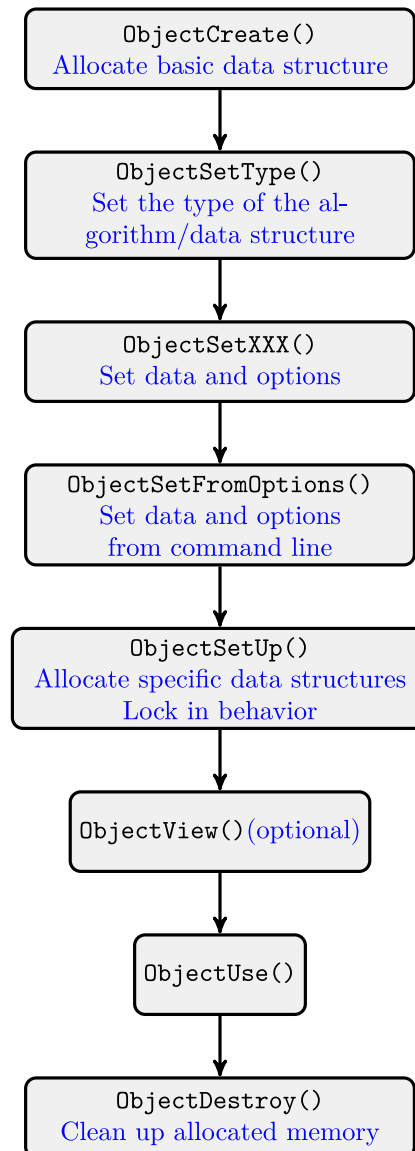 ObjectCreate()
Allocate basic data structure
ObjectSetType()
Set the type of the al-
gorithm/data structure
ObjectSetXXX()
Set data and options
ObjectSetFromOptions()
Set data and options
from command line
ObjectSetUp()
Allocate specific data structures
Lock in behavior
ObjectView()(optional)
ObjectUse()
ObjectDestroy()
Clean up allocated memory